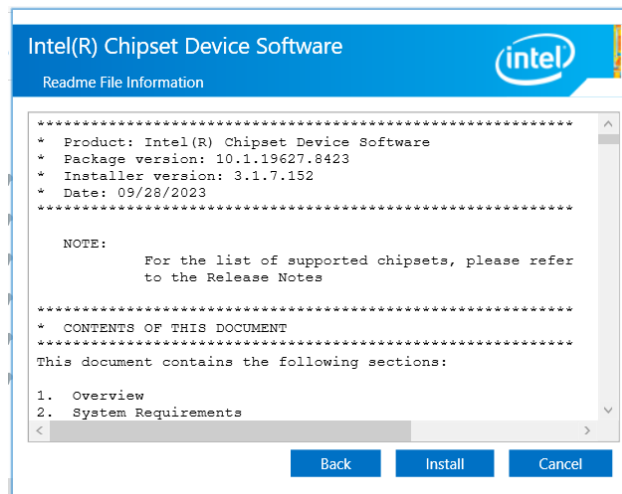 Intel(R) Chipset Device Software
intel
Readme File Information
************************************************************
*  Product: Intel(R) Chipset Device Software
*  Package version: 10.1.19627.8423
*  Installer version: 3.1.7.152
*  Date: 09/28/2023
************************************************************
NOTE:
For the list of supported chipsets, please refer
to the Release Notes
************************************************************
*  CONTENTS OF THIS DOCUMENT
************************************************************
This document contains the following sections:
1.  Overview
2.  System Requirements
Back
Install
Cancel